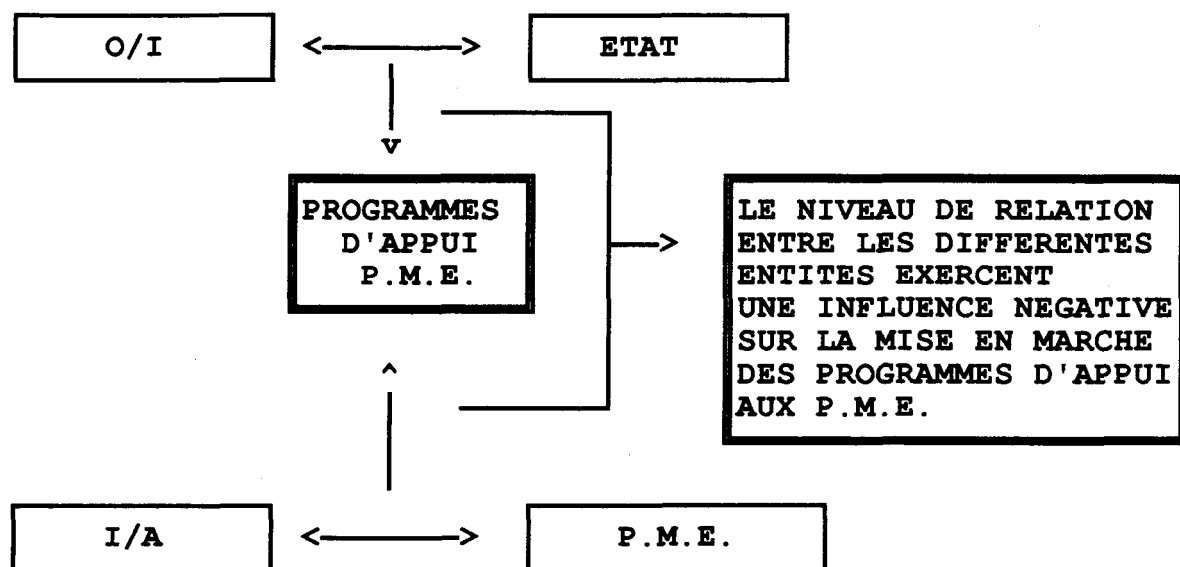 O/I <--------> ETAT
PROGRAMMES
D'APPUI
P.M.E.
LE NIVEAU DE RELATION
ENTRE LES DIFFERENTES
ENTITES EXERCENT
UNE INFLUENCE NEGATIVE
SUR LA MISE EN MARCHE
DES PROGRAMMES D'APPUI
AUX P.M.E.
I/A <--------> P.M.E.